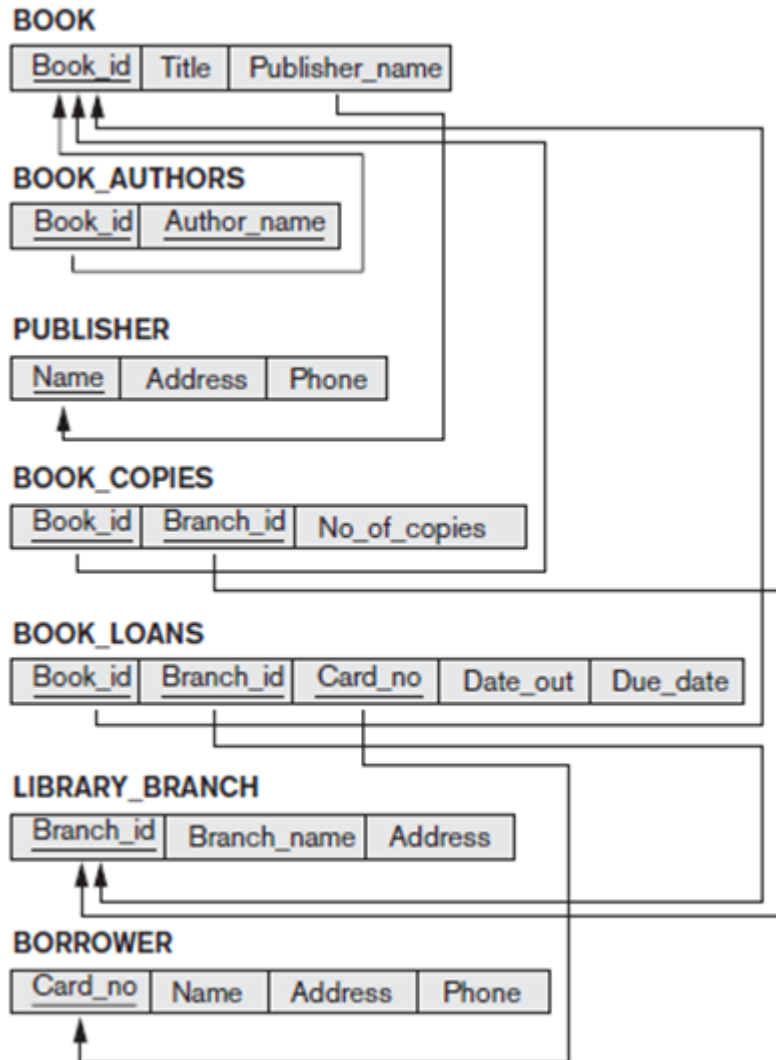 BOOK
Book_id Title Publisher_name
BOOK_AUTHORS
Book_id Author_name
PUBLISHER
Name Address Phone
BOOK_COPIES
Book_id Branch_id No_of_copies
BOOK_LOANS
Book_id Branch_id Card_no Date_out Due_date
LIBRARY_BRANCH
Branch_id Branch_name Address
BORROWER
Card_no Name Address Phone